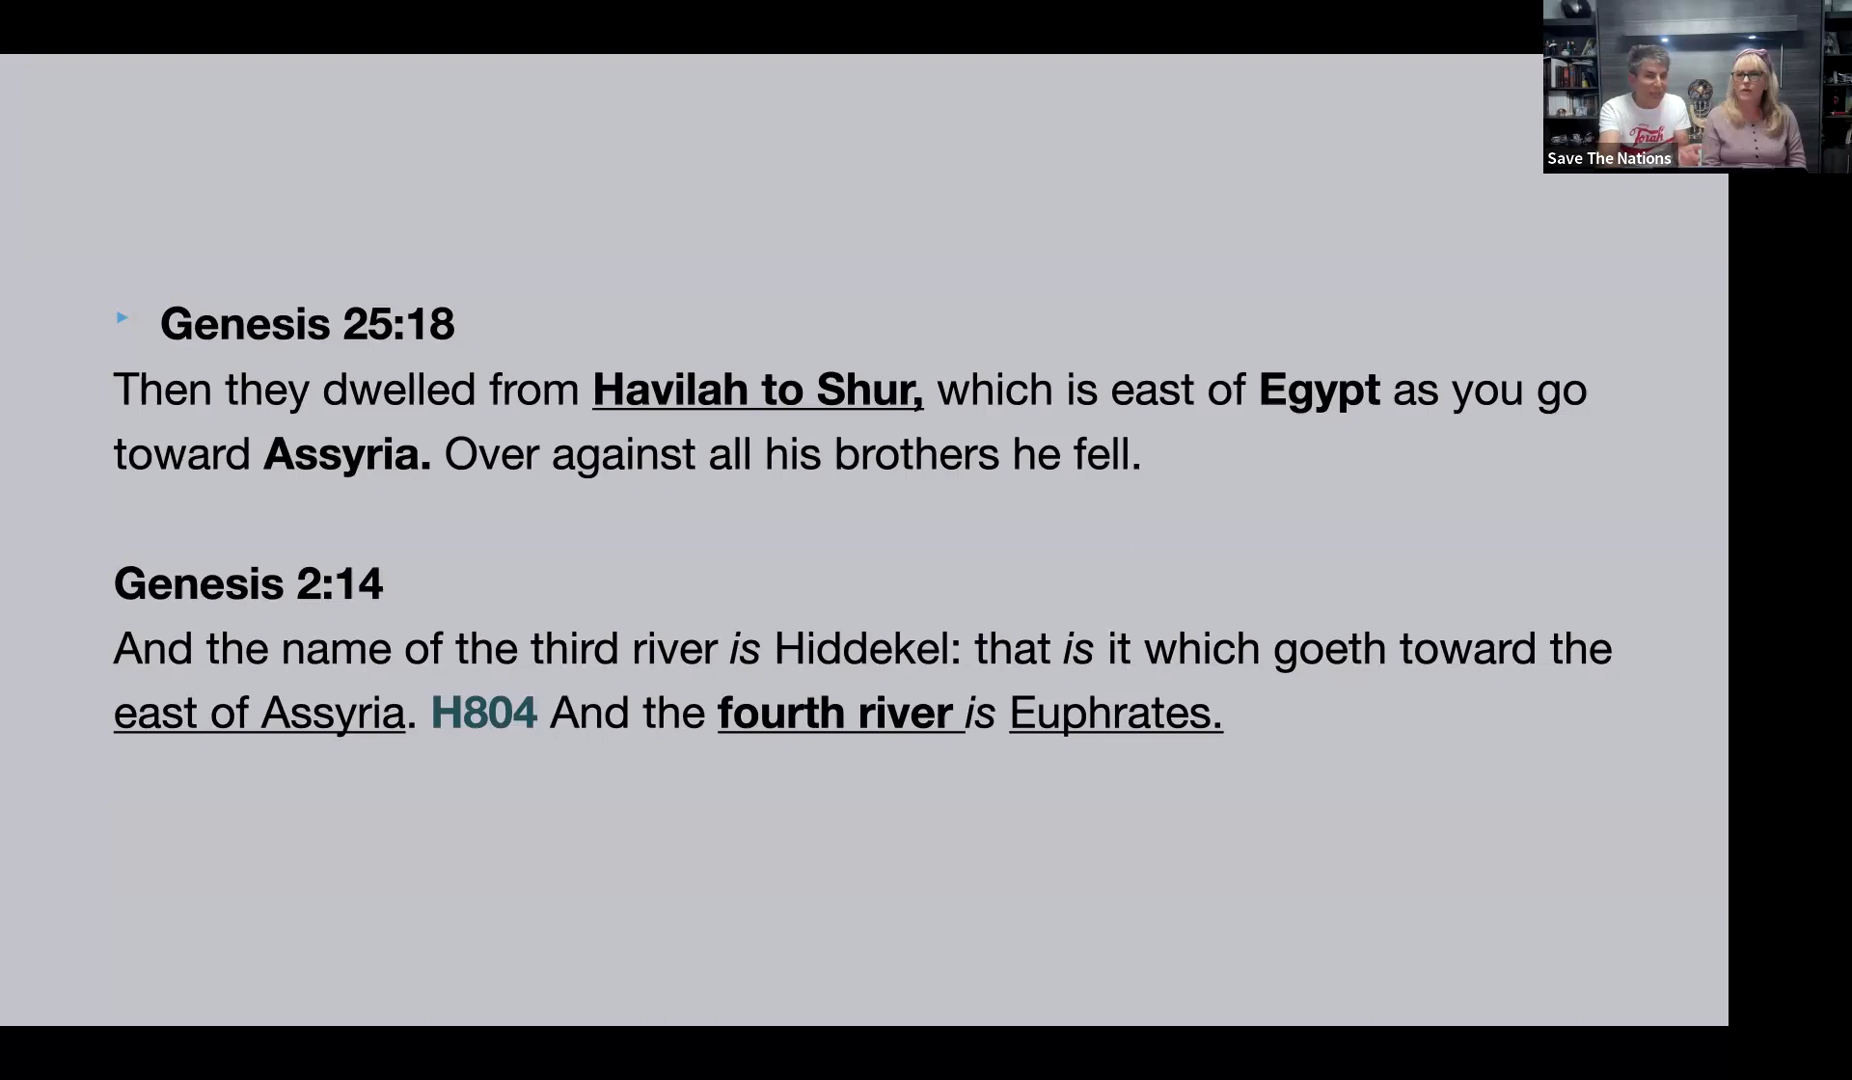 Torah
Save The Nations
Genesis 25:18
Then they dwelled from Havilah to Shur, which is east of Egypt as you go
toward Assyria. Over against all his brothers he fell.
Genesis 2:14
And the name of the third river is Hiddekel: that is it which goeth toward the
east of Assyria. H804 And the fourth river is Euphrates.